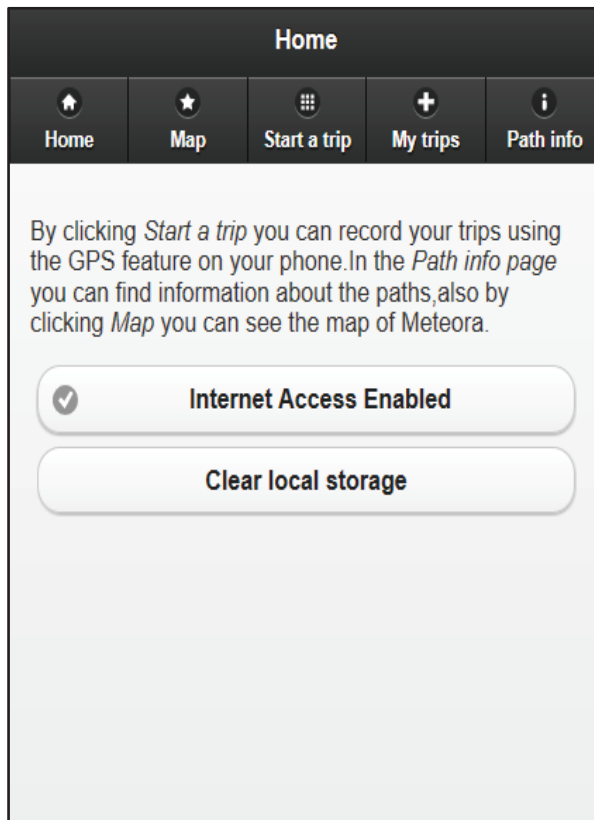 Home
Home Map Start a trip My trips Path info
By clicking Start a trip you can record your trips using
the GPS feature on your phone.In the Path info page
you can find information about the paths,also by
clicking Map you can see the map of Meteora.
Internet Access Enabled
Clear local storage